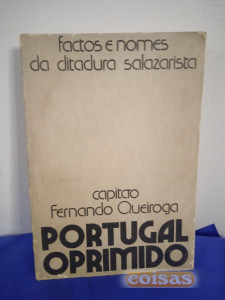 factos e nomes
da ditadura salazarista
capitão
Fernando Queiroga
PORTUGAL
OPRIMIDO
coisas